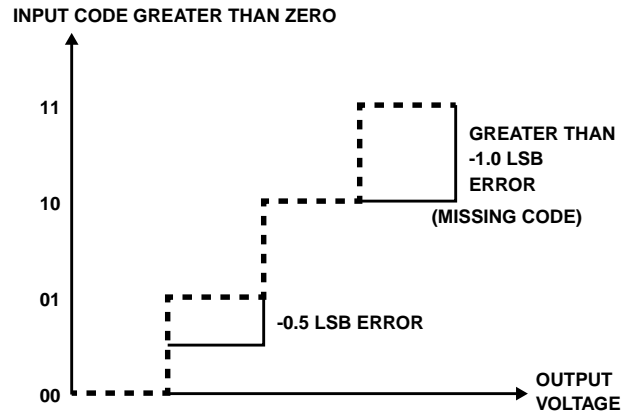 INPUT CODE GREATER THAN ZERO
11
GREATER THAN
-1.0 LSB
ERROR
10
(MISSING CODE)
01
-0.5 LSB ERROR
00
OUTPUT
VOLTAGE